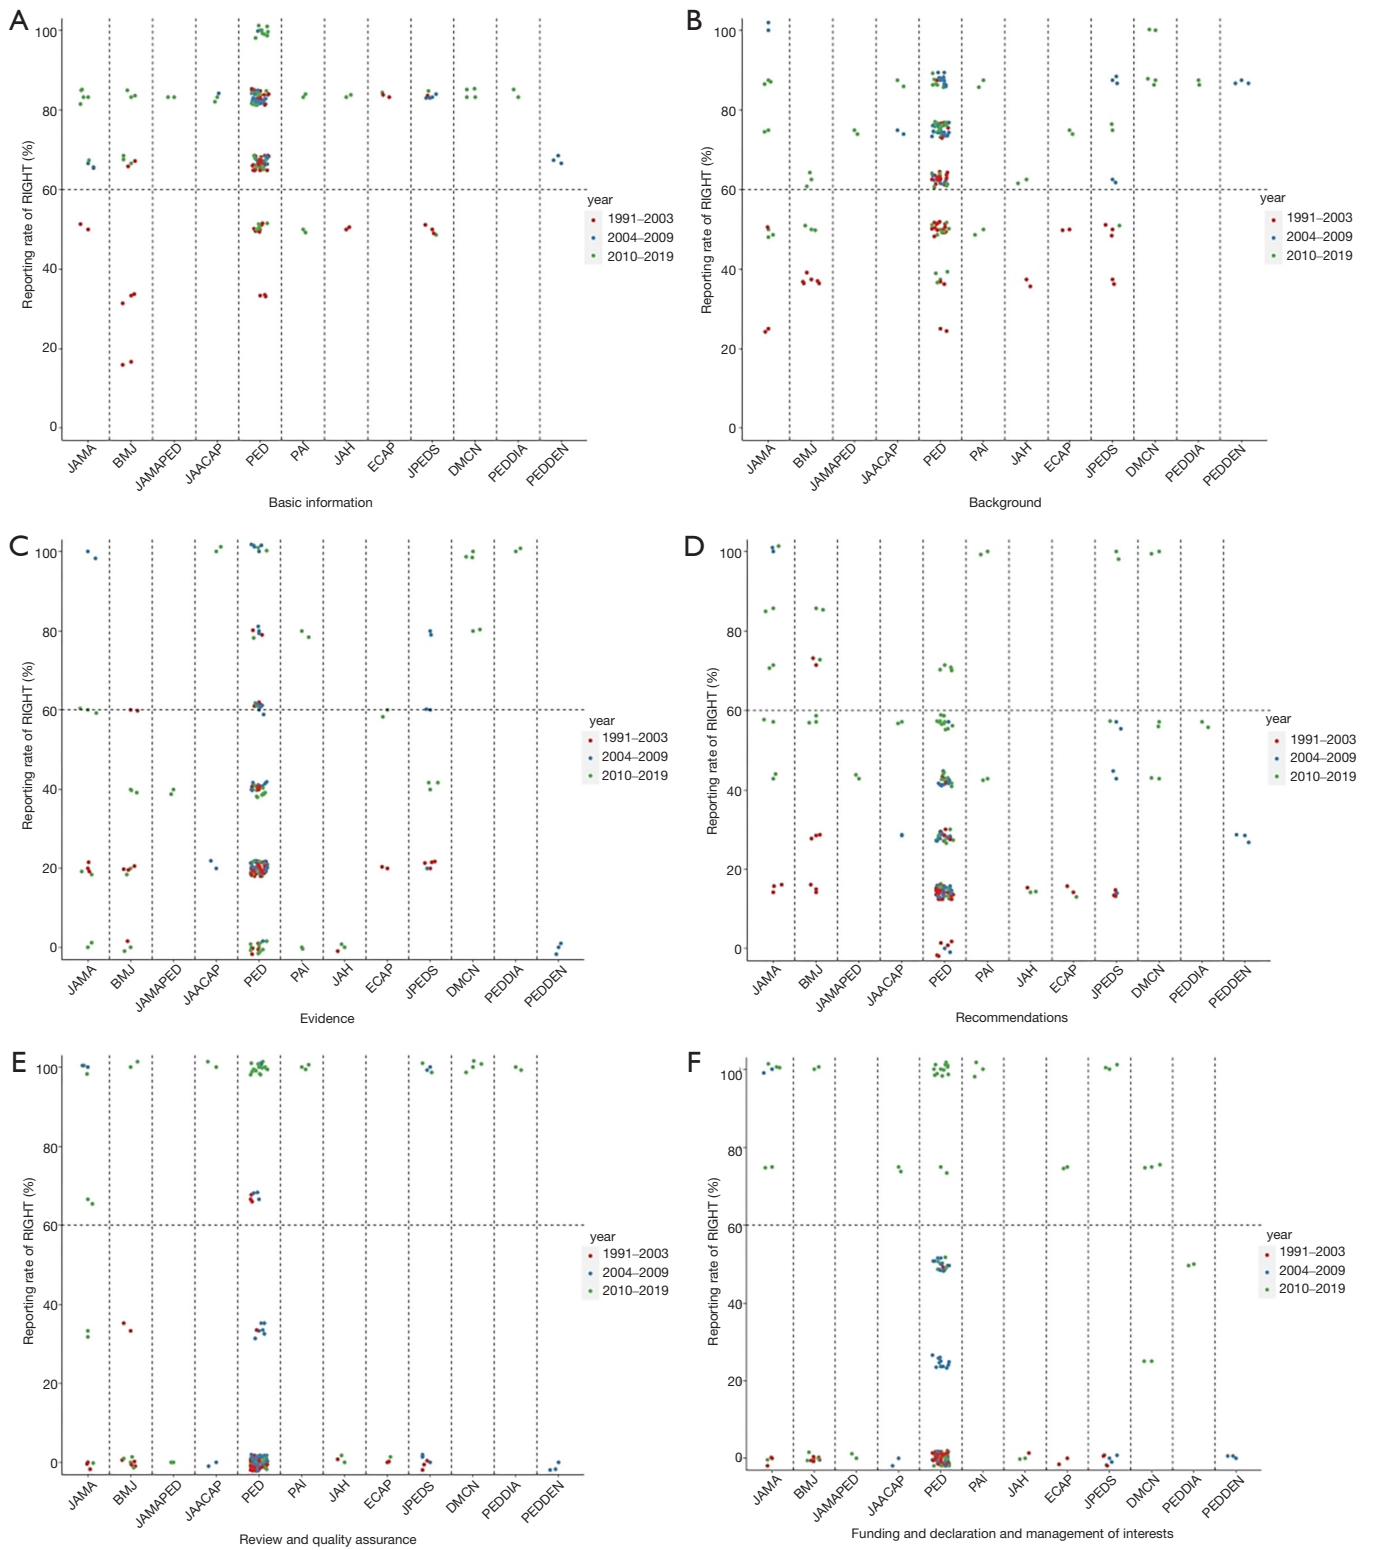 A
Reporting rate of RIGHT (%)
100
80
60
40
20
0
JAMA
BMJ
JAMAPED
JAACAP
PED
PAI
JAH
ECAP
JPEDS
DMCN
PEDDIA
PEDDEN
Basic information
year
1991–2003
2004–2009
2010–2019
B
Reporting rate of RIGHT (%)
100
80
60
40
20
0
JAMA
BMJ
JAMAPED
JAACAP
PED
PAI
JAH
ECAP
JPEDS
DMCN
PEDDIA
PEDDEN
Background
year
1991–2003
2004–2009
2010–2019
C
Reporting rate of RIGHT (%)
100
80
60
40
20
0
JAMA
BMJ
JAMAPED
JAACAP
PED
PAI
JAH
ECAP
JPEDS
DMCN
PEDDIA
PEDDEN
Evidence
year
1991–2003
2004–2009
2010–2019
D
Reporting rate of RIGHT (%)
100
80
60
40
20
0
JAMA
BMJ
JAMAPED
JAACAP
PED
PAI
JAH
ECAP
JPEDS
DMCN
PEDDIA
PEDDEN
Recommendations
year
1991–2003
2004–2009
2010–2019
E
Reporting rate of RIGHT (%)
100
80
60
40
20
0
JAMA
BMJ
JAMAPED
JAACAP
PED
PAI
JAH
ECAP
JPEDS
DMCN
PEDDIA
PEDDEN
Review and quality assurance
year
1991–2003
2004–2009
2010–2019
F
Reporting rate of RIGHT (%)
100
80
60
40
20
0
JAMA
BMJ
JAMAPED
JAACAP
PED
PAI
JAH
ECAP
JPEDS
DMCN
PEDDIA
PEDDEN
Funding and declaration and management of interests
year
1991–2003
2004–2009
2010–2019